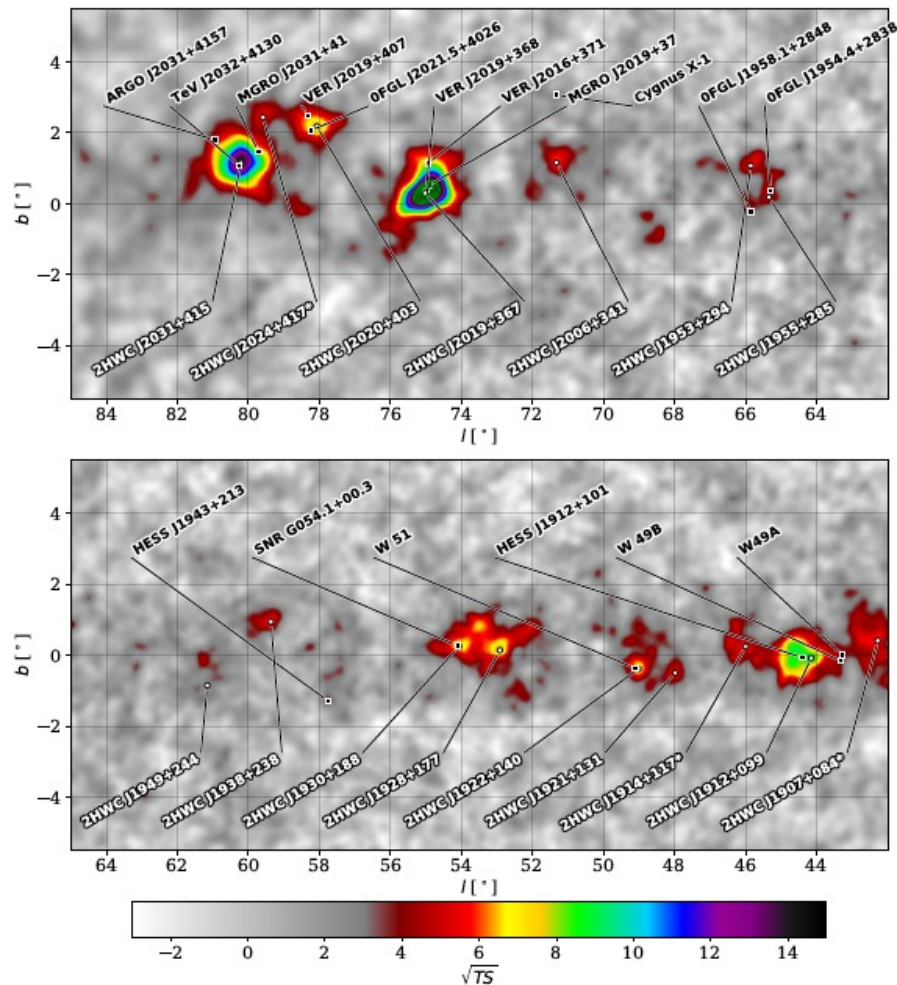 ARGO J2031+4157
TeV J2032+4130
MGRO J2031+41
VER J2019+407
0FGL J2021.5+4026
VER J2019+368
VER J2016+371
MGRO J2019+37
Cygnus X-1
0FGL J1958.1+2848
0FGL J1954.4+2838
4
2
0
−2
−4
b [°]
2HWC J2031+415
2HWC J2024+417*
2HWC J2020+403
2HWC J2019+367
2HWC J2006+341
2HWC J1953+294
2HWC J1955+285
84 82 80 78 76 74 72 70 68 66 64
l [°]
HESS J1943+213
SNR G054.1+00.3
W 51
HESS J1912+101
W 49B
W49A
4
2
0
−2
−4
b [°]
2HWC J1949+244
2HWC J1938+238
2HWC J1930+188
2HWC J1928+177
2HWC J1922+140
2HWC J1921+131
2HWC J1914+117*
2HWC J1912+099
2HWC J1907+084*
64 62 60 58 56 54 52 50 48 46 44
l [°]
−2 0 2 4 6 8 10 12 14
√TS